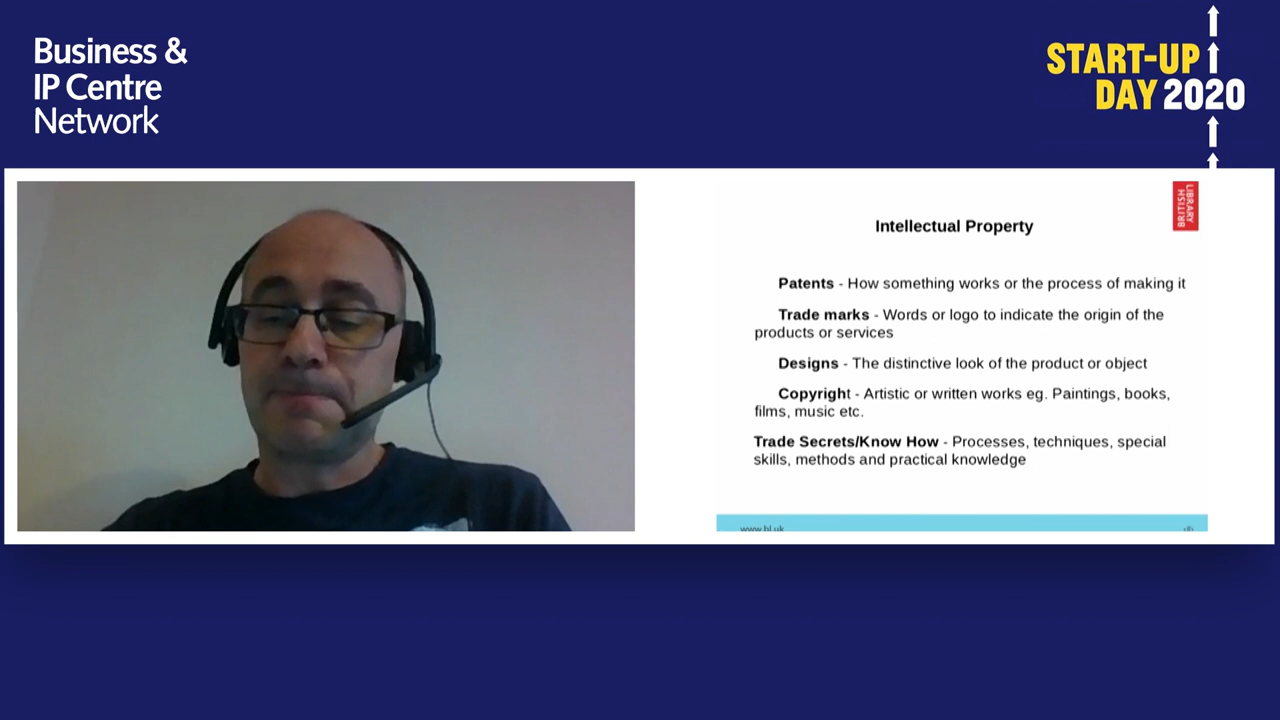 Business &
IP Centre
Network
START-UP
DAY 2020
BRITISH
LIBRARY
Intellectual Property
Patents - How something works or the process of making it
Trade marks - Words or logo to indicate the origin of the
products or services
Designs - The distinctive look of the product or object
Copyright - Artistic or written works eg. Paintings, books,
films, music etc.
Trade Secrets/Know How - Processes, techniques, special
skills, methods and practical knowledge
www.bl.uk